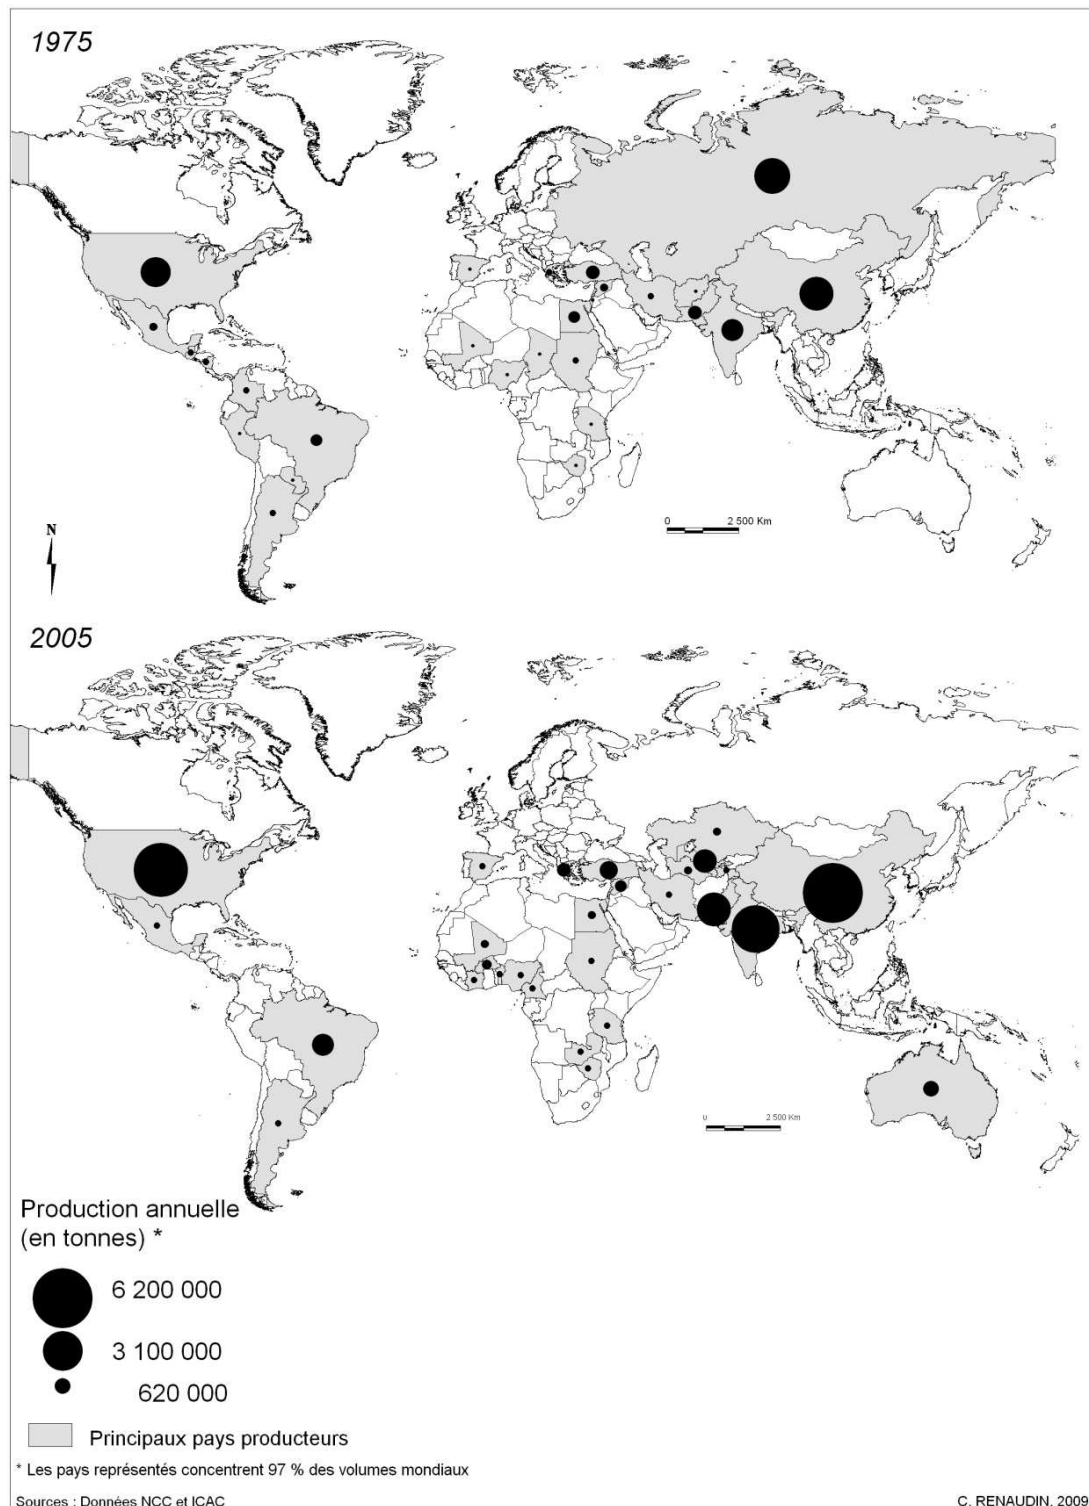 1975
N
0 2 500 Km
2005
0 2 500 Km
Production annuelle
(en tonnes) *
6 200 000
3 100 000
620 000
Principaux pays producteurs
* Les pays représentés concentrent 97 % des volumes mondiaux
Sources : Données NCC et ICAC
C. RENAUDIN, 2009